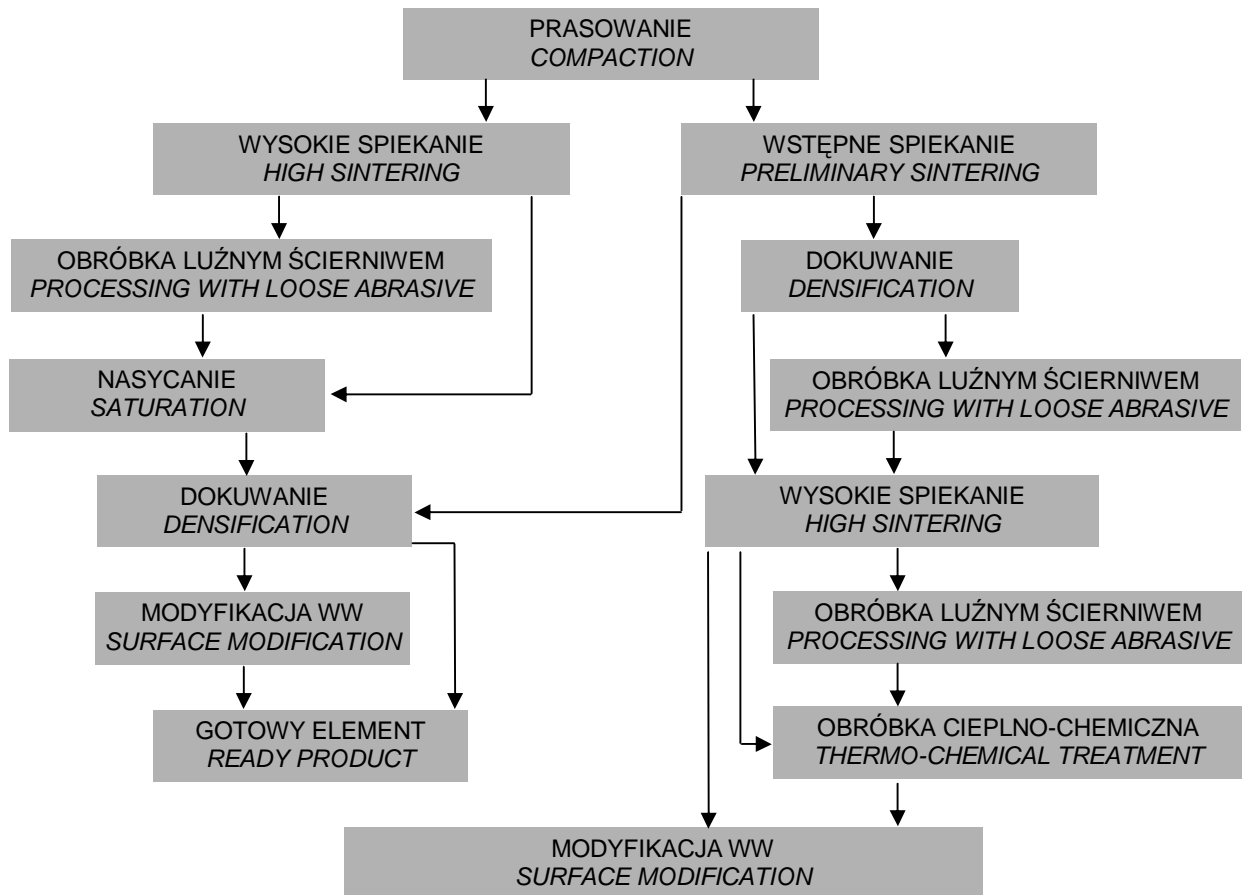 PRASOWANIE
COMPACTION
WYSOKIE SPIEKANIE
HIGH SINTERING
WSTĘPNE SPIEKANIE
PRELIMINARY SINTERING
OBRÓBKA LUŹNYM ŚCIERNIWEM
PROCESSING WITH LOOSE ABRASIVE
DOKUWANIE
DENSIFICATION
NASYCANIE
SATURATION
OBRÓBKA LUŹNYM ŚCIERNIWEM
PROCESSING WITH LOOSE ABRASIVE
DOKUWANIE
DENSIFICATION
WYSOKIE SPIEKANIE
HIGH SINTERING
MODYFIKACJA WW
SURFACE MODIFICATION
OBRÓBKA LUŹNYM ŚCIERNIWEM
PROCESSING WITH LOOSE ABRASIVE
GOTOWY ELEMENT
READY PRODUCT
OBRÓBKA CIEPLNO-CHEMICZNA
THERMO-CHEMICAL TREATMENT
MODYFIKACJA WW
SURFACE MODIFICATION